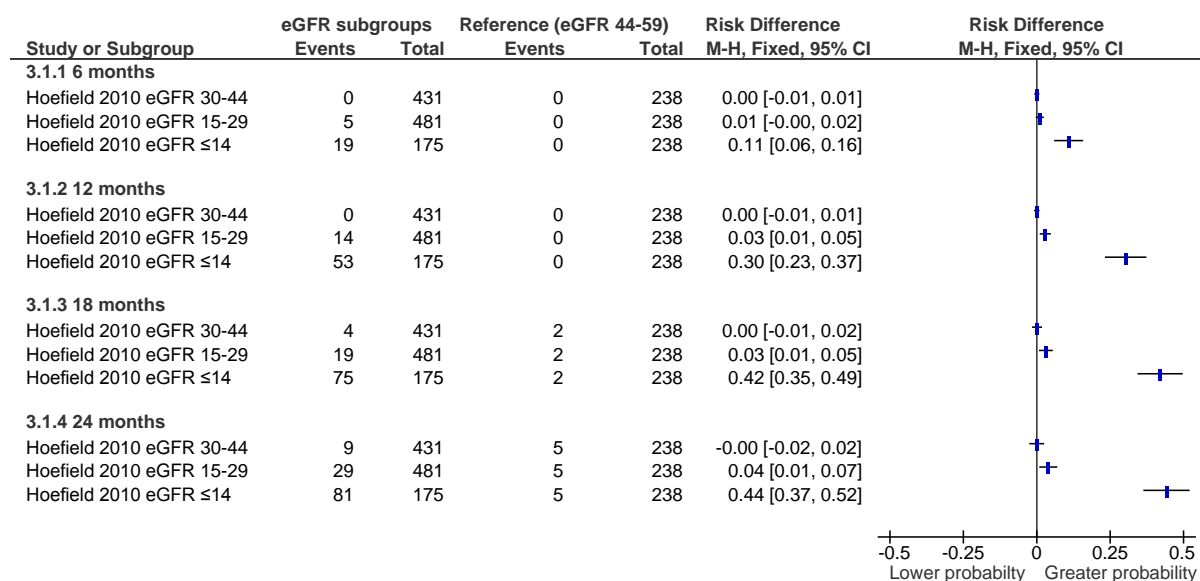 eGFR subgroups Reference (eGFR 44-59) Risk Difference Risk Difference
Study or Subgroup Events Total Events Total M-H, Fixed, 95% CI M-H, Fixed, 95% CI
3.1.1 6 months
Hoefield 2010 eGFR 30-44 0 431 0 238 0.00 [-0.01, 0.01]
Hoefield 2010 eGFR 15-29 5 481 0 238 0.01 [-0.00, 0.02]
Hoefield 2010 eGFR ≤14 19 175 0 238 0.11 [0.06, 0.16]
3.1.2 12 months
Hoefield 2010 eGFR 30-44 0 431 0 238 0.00 [-0.01, 0.01]
Hoefield 2010 eGFR 15-29 14 481 0 238 0.03 [0.01, 0.05]
Hoefield 2010 eGFR ≤14 53 175 0 238 0.30 [0.23, 0.37]
3.1.3 18 months
Hoefield 2010 eGFR 30-44 4 431 2 238 0.00 [-0.01, 0.02]
Hoefield 2010 eGFR 15-29 19 481 2 238 0.03 [0.01, 0.05]
Hoefield 2010 eGFR ≤14 75 175 2 238 0.42 [0.35, 0.49]
3.1.4 24 months
Hoefield 2010 eGFR 30-44 9 431 5 238 -0.00 [-0.02, 0.02]
Hoefield 2010 eGFR 15-29 29 481 5 238 0.04 [0.01, 0.07]
Hoefield 2010 eGFR ≤14 81 175 5 238 0.44 [0.37, 0.52]
-0.5 -0.25 0 0.25 0.5
Lower probabilty Greater probability